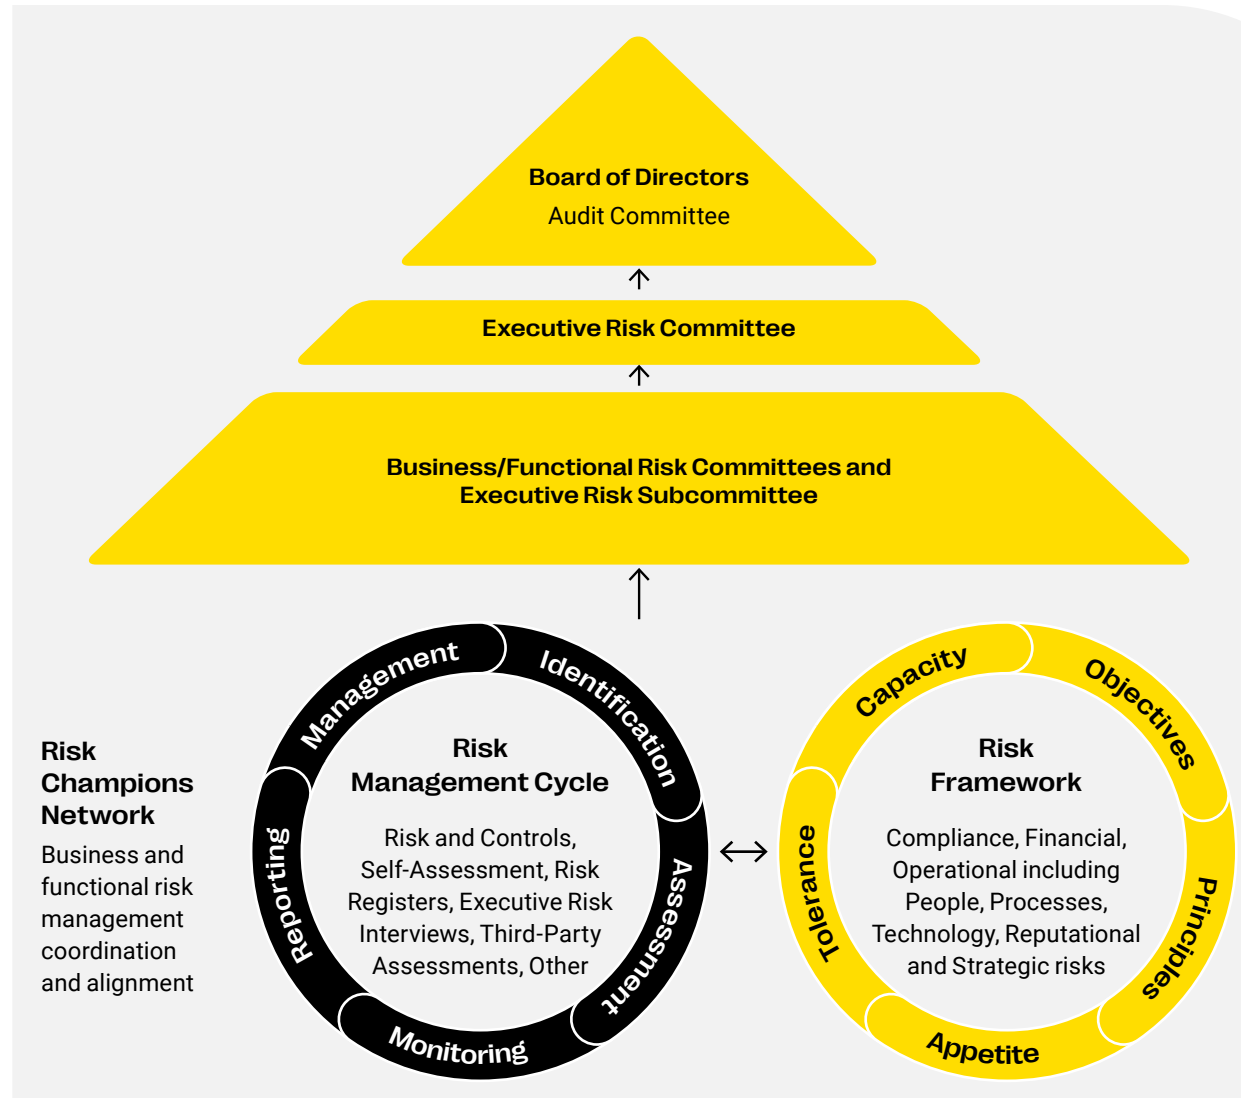 Board of Directors
Audit Committee
Executive Risk Committee
Business/Functional Risk Committees and
Executive Risk Subcommittee
Risk
Champions
Network
Business and
functional risk
management
coordination
and alignment
Management
Identification
Assessment
Monitoring
Reporting
Risk
Management Cycle
Risk and Controls,
Self-Assessment, Risk
Registers, Executive Risk
Interviews, Third-Party
Assessments, Other
Capacity
Objectives
Principles
Appetite
Tolerance
Risk
Framework
Compliance, Financial,
Operational including
People, Processes,
Technology, Reputational
and Strategic risks